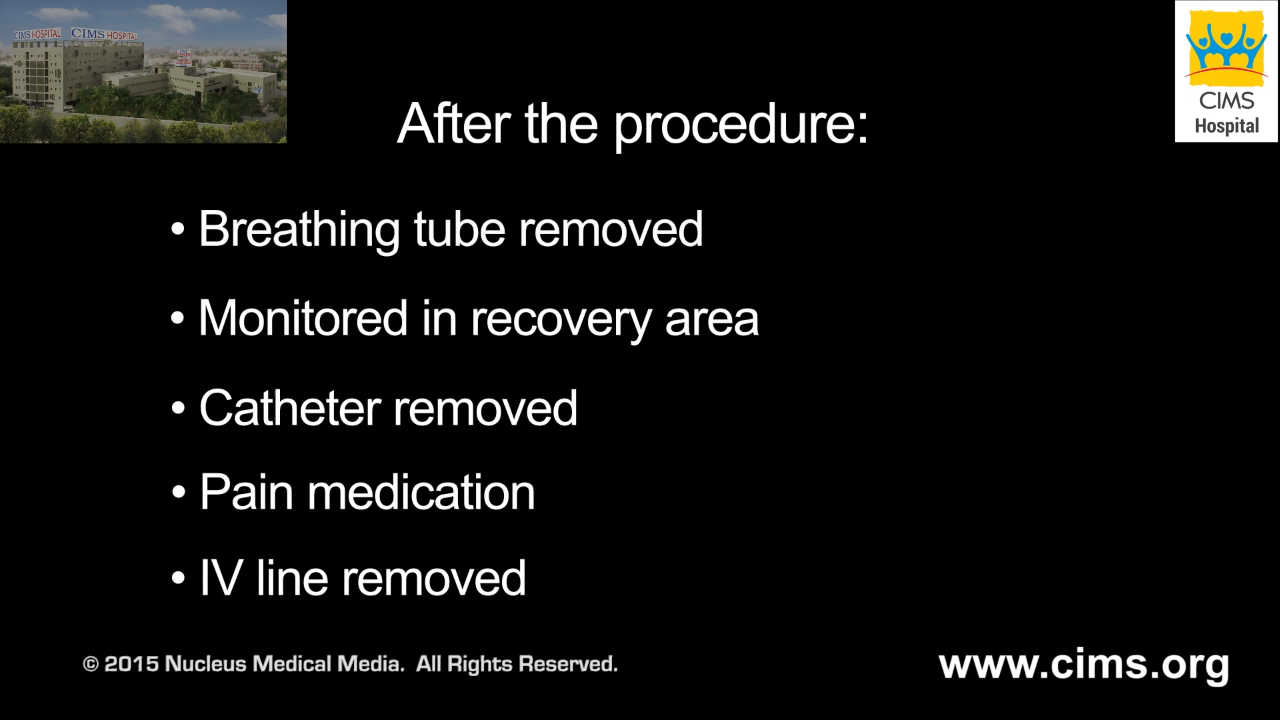 CIMS HOSPITAL CIMS HOSPITAL
CIMS
Hospital
After the procedure:
• Breathing tube removed
• Monitored in recovery area
• Catheter removed
• Pain medication
• IV line removed
© 2015 Nucleus Medical Media. All Rights Reserved.
www.cims.org